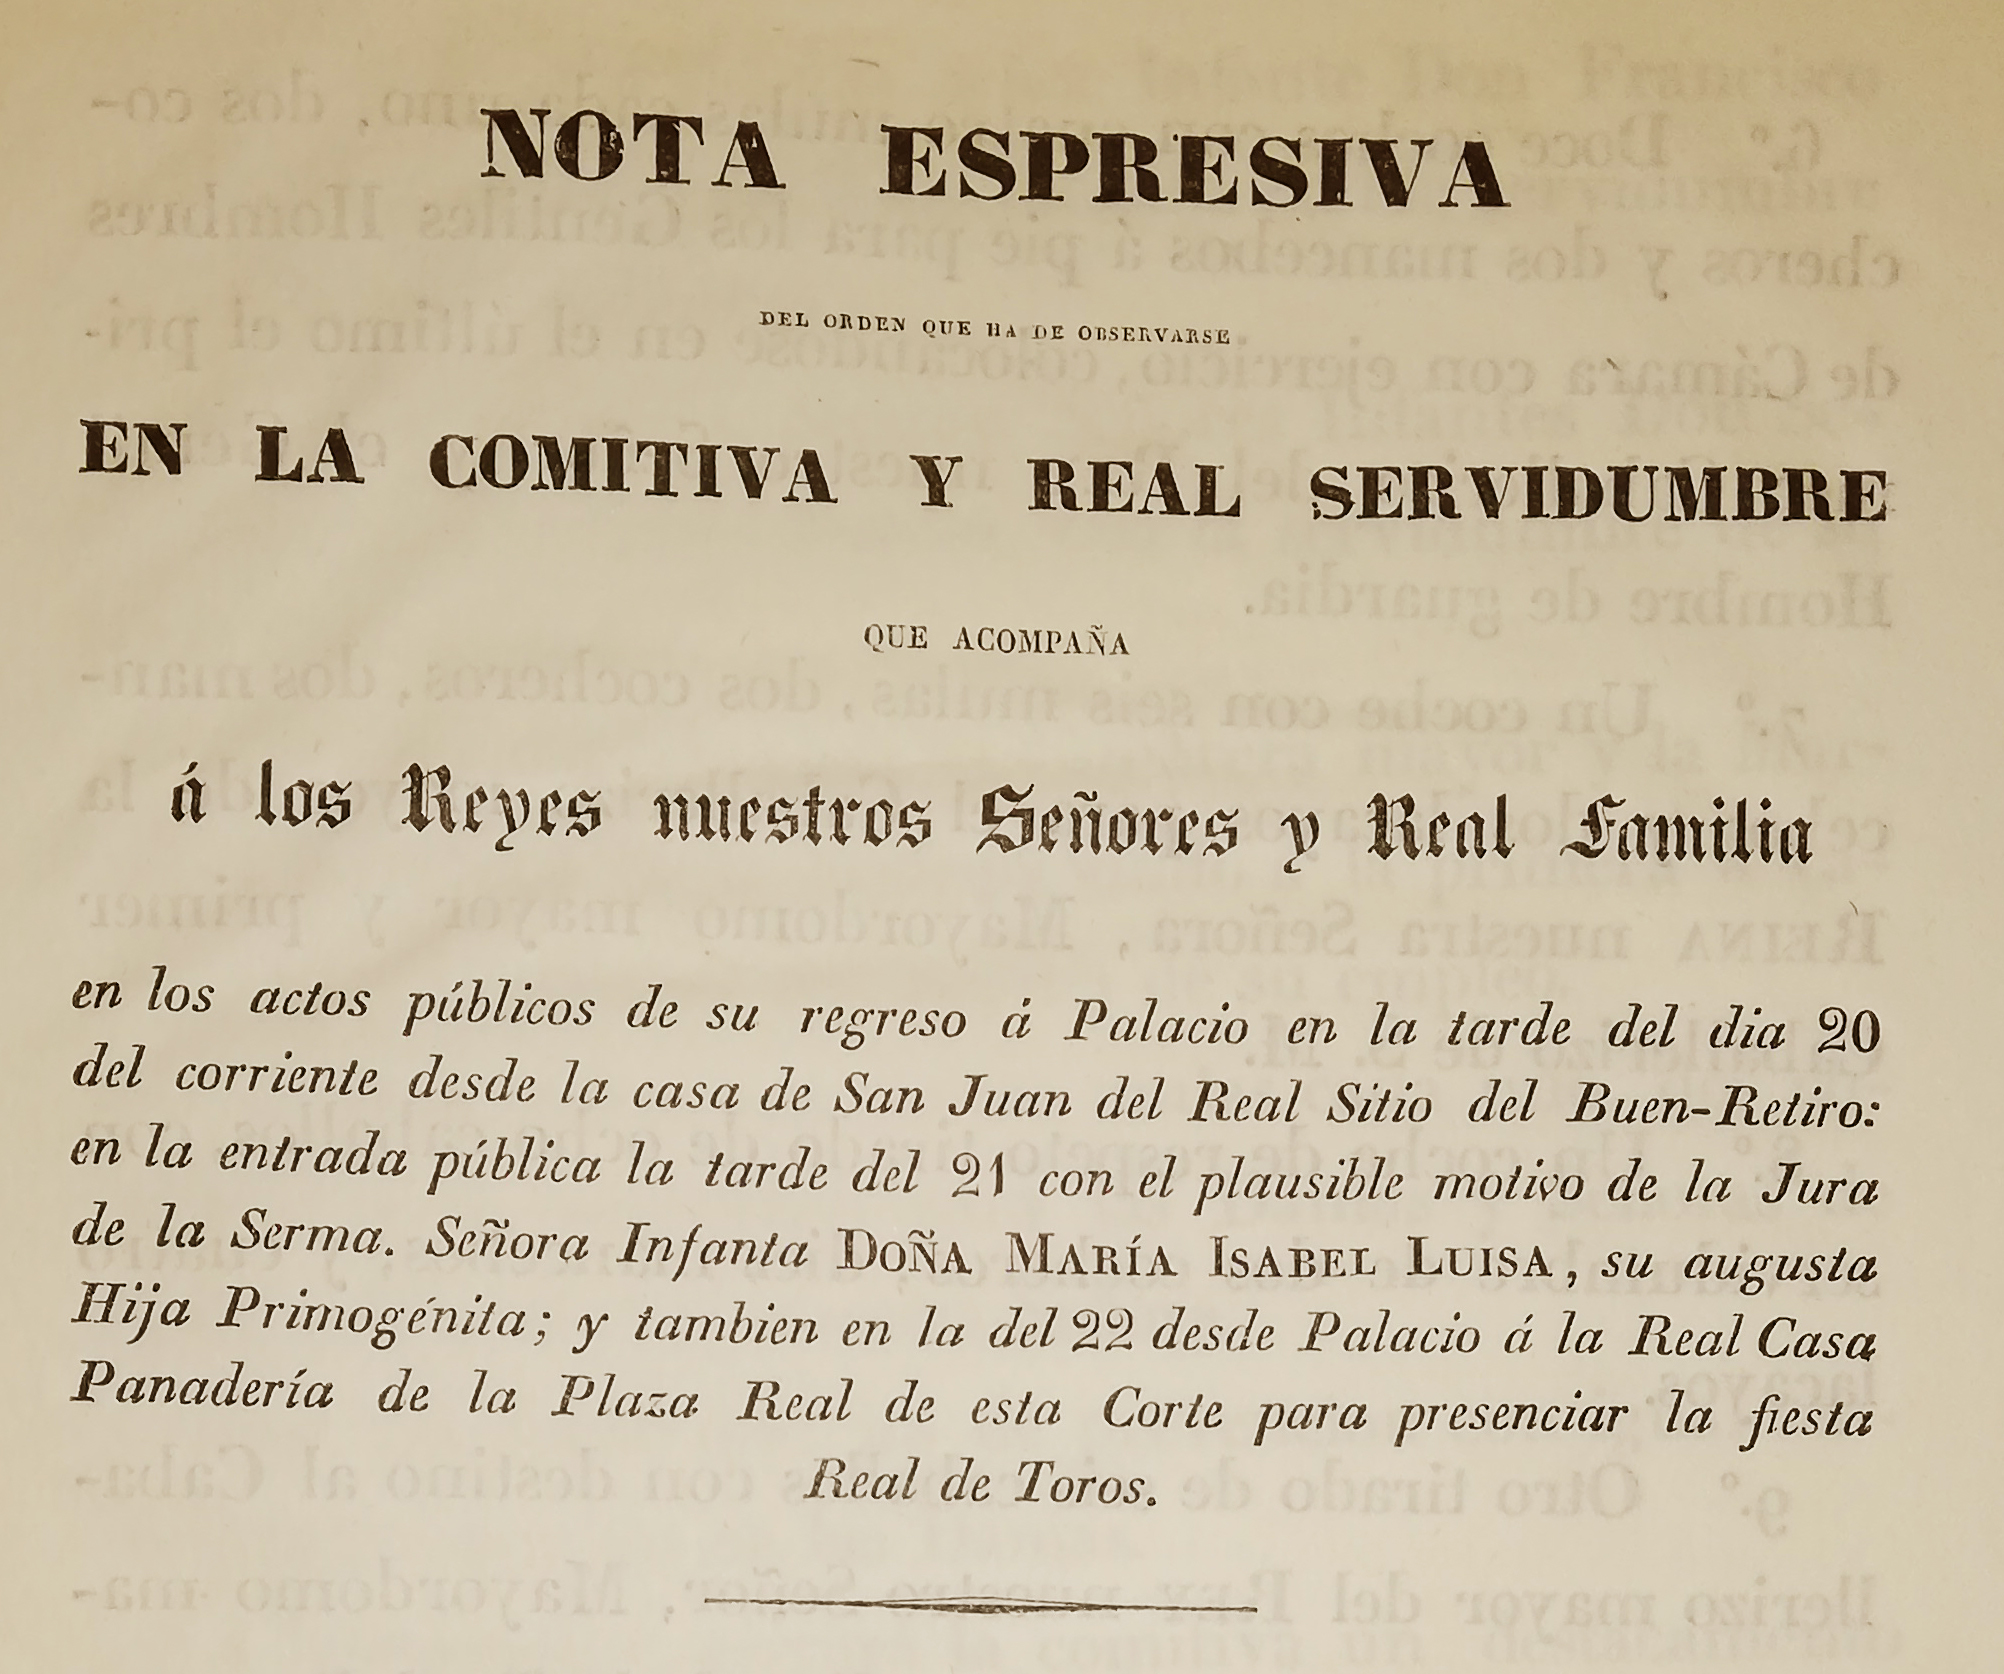 NOTA ESPRESIVA
DEL ORDEN QUE HA DE OBSERVARSE
EN LA COMITIVA Y REAL SERVIDUMBRE
QUE ACOMPAÑA
á los Reyes nuestros Señores y Real Familia
en los actos públicos de su regreso á Palacio en la tarde del dia 20
del corriente desde la casa de San Juan del Real Sitio del Buen-Retiro:
en la entrada pública la tarde del 21 con el plausible motivo de la Jura
de la Serma. Señora Infanta DOÑA MARÍA ISABEL LUISA, su augusta
Hija Primogénita; y tambien en la del 22 desde Palacio á la Real Casa
Panadería de la Plaza Real de esta Corte para presenciar la fiesta
Real de Toros.